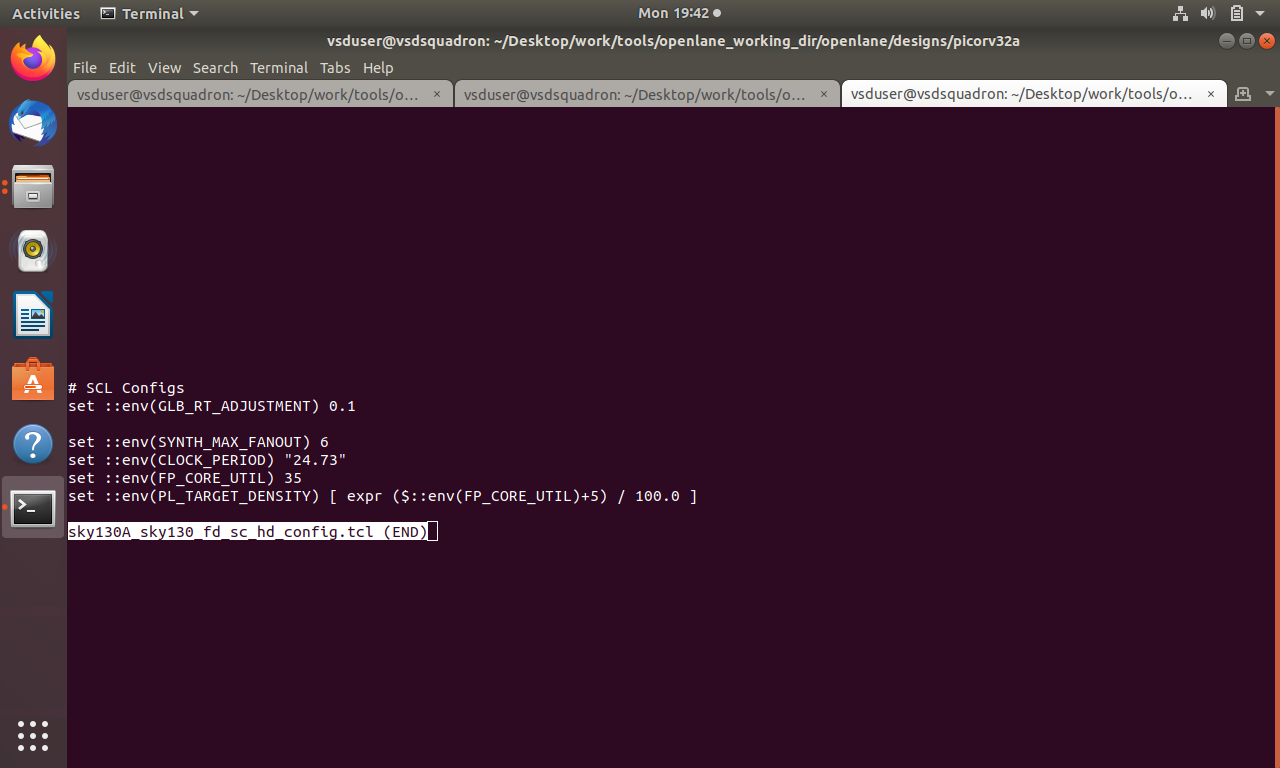 Activities Terminal Mon 19:42
vsduser@vsdsquadron: ~/Desktop/work/tools/openlane_working_dir/openlane/designs/picorv32a
File Edit View Search Terminal Tabs Help
vsduser@vsdsquadron: ~/Desktop/work/tools/o... × vsduser@vsdsquadron: ~/Desktop/work/tools/o... × vsduser@vsdsquadron: ~/Desktop/work/tools/o... ×
# SCL Configs
set ::env(GLB_RT_ADJUSTMENT) 0.1
set ::env(SYNTH_MAX_FANOUT) 6
set ::env(CLOCK_PERIOD) "24.73"
set ::env(FP_CORE_UTIL) 35
set ::env(PL_TARGET_DENSITY) [ expr ($::env(FP_CORE_UTIL)+5) / 100.0 ]
sky130A_sky130_fd_sc_hd_config.tcl (END)